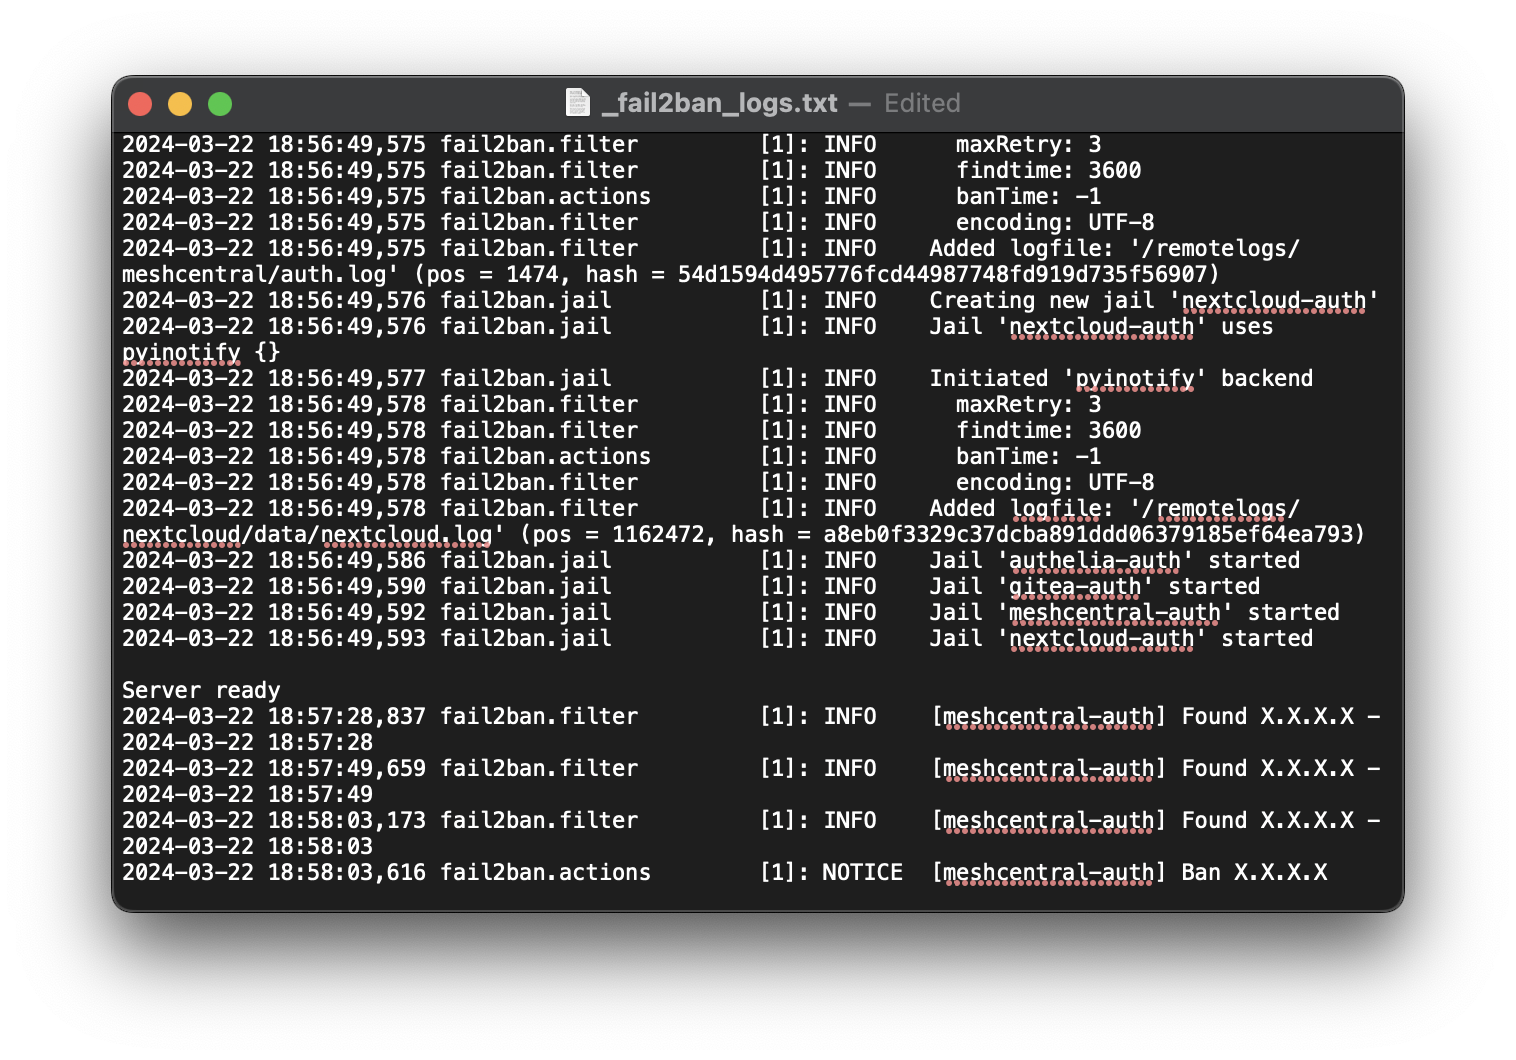 _fail2ban_logs.txt — Edited
2024-03-22 18:56:49,575 fail2ban.filter [1]: INFO maxRetry: 3
2024-03-22 18:56:49,575 fail2ban.filter [1]: INFO findtime: 3600
2024-03-22 18:56:49,575 fail2ban.actions [1]: INFO banTime: -1
2024-03-22 18:56:49,575 fail2ban.filter [1]: INFO encoding: UTF-8
2024-03-22 18:56:49,575 fail2ban.filter [1]: INFO Added logfile: '/remotelogs/
meshcentral/auth.log' (pos = 1474, hash = 54d1594d495776fcd44987748fd919d735f56907)
2024-03-22 18:56:49,576 fail2ban.jail [1]: INFO Creating new jail 'nextcloud-auth'
2024-03-22 18:56:49,576 fail2ban.jail [1]: INFO Jail 'nextcloud-auth' uses
pyinotify {}
2024-03-22 18:56:49,577 fail2ban.jail [1]: INFO Initiated 'pyinotify' backend
2024-03-22 18:56:49,578 fail2ban.filter [1]: INFO maxRetry: 3
2024-03-22 18:56:49,578 fail2ban.filter [1]: INFO findtime: 3600
2024-03-22 18:56:49,578 fail2ban.actions [1]: INFO banTime: -1
2024-03-22 18:56:49,578 fail2ban.filter [1]: INFO encoding: UTF-8
2024-03-22 18:56:49,578 fail2ban.filter [1]: INFO Added logfile: '/remotelogs/
nextcloud/data/nextcloud.log' (pos = 1162472, hash = a8eb0f3329c37dcba891ddd06379185ef64ea793)
2024-03-22 18:56:49,586 fail2ban.jail [1]: INFO Jail 'authelia-auth' started
2024-03-22 18:56:49,590 fail2ban.jail [1]: INFO Jail 'gitea-auth' started
2024-03-22 18:56:49,592 fail2ban.jail [1]: INFO Jail 'meshcentral-auth' started
2024-03-22 18:56:49,593 fail2ban.jail [1]: INFO Jail 'nextcloud-auth' started
Server ready
2024-03-22 18:57:28,837 fail2ban.filter [1]: INFO [meshcentral-auth] Found X.X.X.X -
2024-03-22 18:57:28
2024-03-22 18:57:49,659 fail2ban.filter [1]: INFO [meshcentral-auth] Found X.X.X.X -
2024-03-22 18:57:49
2024-03-22 18:58:03,173 fail2ban.filter [1]: INFO [meshcentral-auth] Found X.X.X.X -
2024-03-22 18:58:03
2024-03-22 18:58:03,616 fail2ban.actions [1]: NOTICE [meshcentral-auth] Ban X.X.X.X